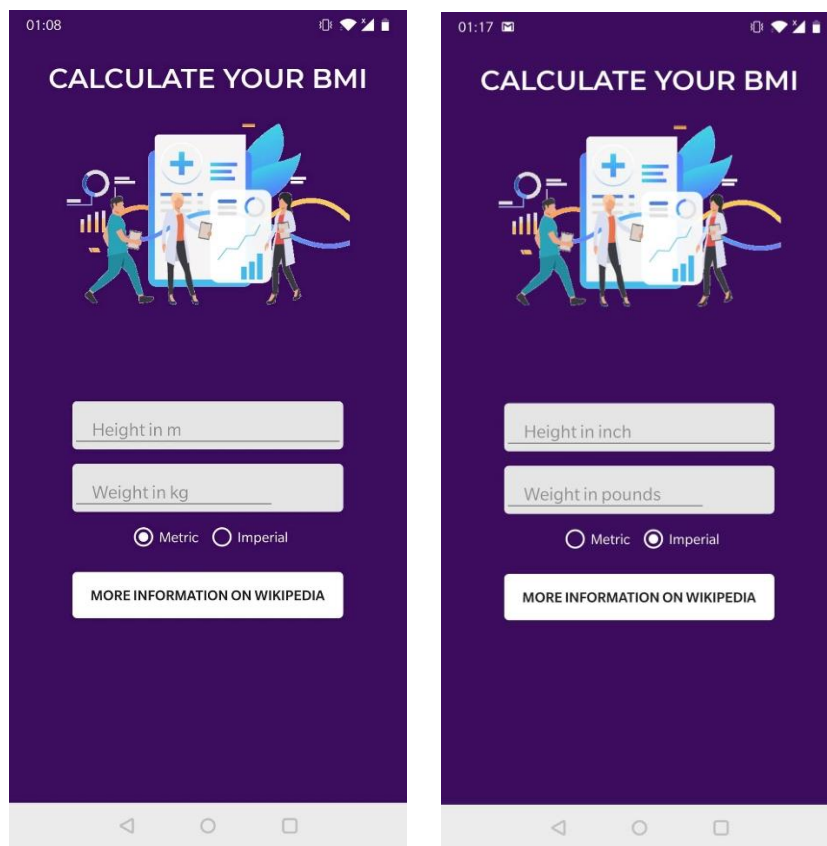 01:08
CALCULATE YOUR BMI
Height in m
Weight in kg
Metric Imperial
MORE INFORMATION ON WIKIPEDIA
01:17
CALCULATE YOUR BMI
Height in inch
Weight in pounds
Metric Imperial
MORE INFORMATION ON WIKIPEDIA